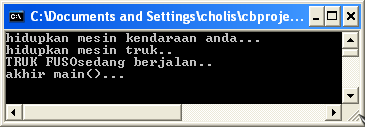 C:\Documents and Settings\cholis\cbproje...
hidupkan mesin kendaraan anda...
hidupkan mesin truk..
TRUK FUSOsedang berjalan..
akhir main()...